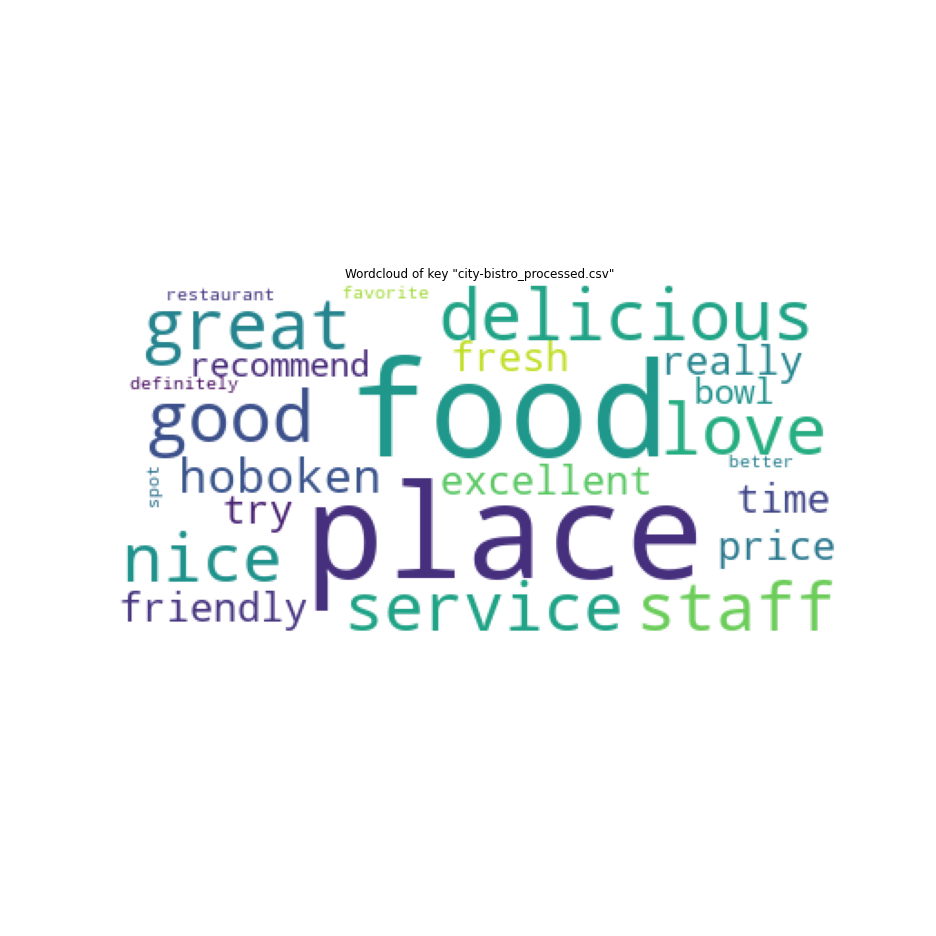 Wordcloud of key "city-bistro_processed.csv"
restaurant
favorite
delicious
great
fresh
really
recommend
definitely
food
bowl
good
love
better
hoboken
excellent
spot
time
try
place
nice
price
friendly
service
staff